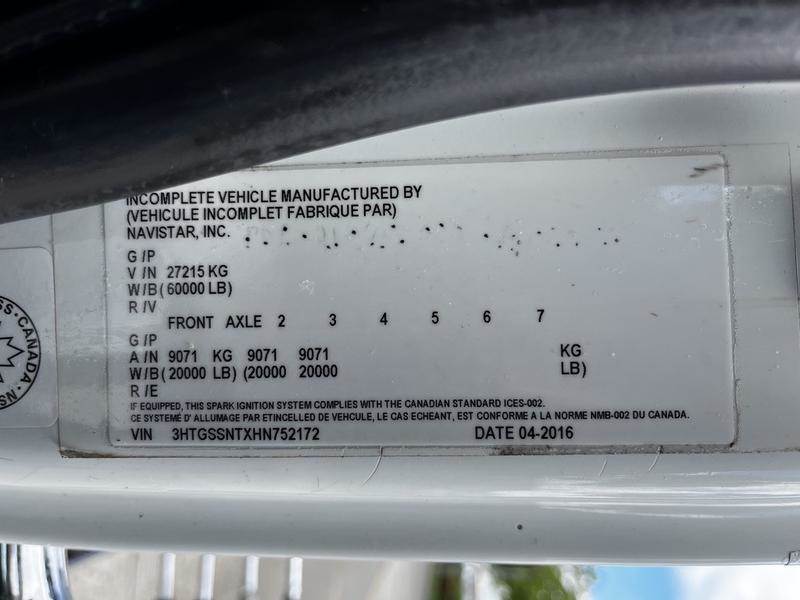 INCOMPLETE VEHICLE MANUFACTURED BY
(VEHICULE INCOMPLET FABRIQUE PAR)
NAVISTAR, INC.
G /P
V /N 27215 KG
W/B ( 60000 LB)
R /V
FRONT AXLE 2 3 4 5 6 7
G /P
A /N 9071 KG 9071 9071 KG
W/B (20000 LB) (20000 20000 LB)
R /E
IF EQUIPPED, THIS SPARK IGNITION SYSTEM COMPLIES WITH THE CANADIAN STANDARD ICES-002.
CE SYSTEMÉ D' ALLUMAGE PAR ETINCELLED DE VEHCULE, LE CAS ECHEANT, EST CONFORME A LA NORME NMB-002 DU CANADA.
VIN 3HTGSSNTXHN752172 DATE 04-2016
CANADA